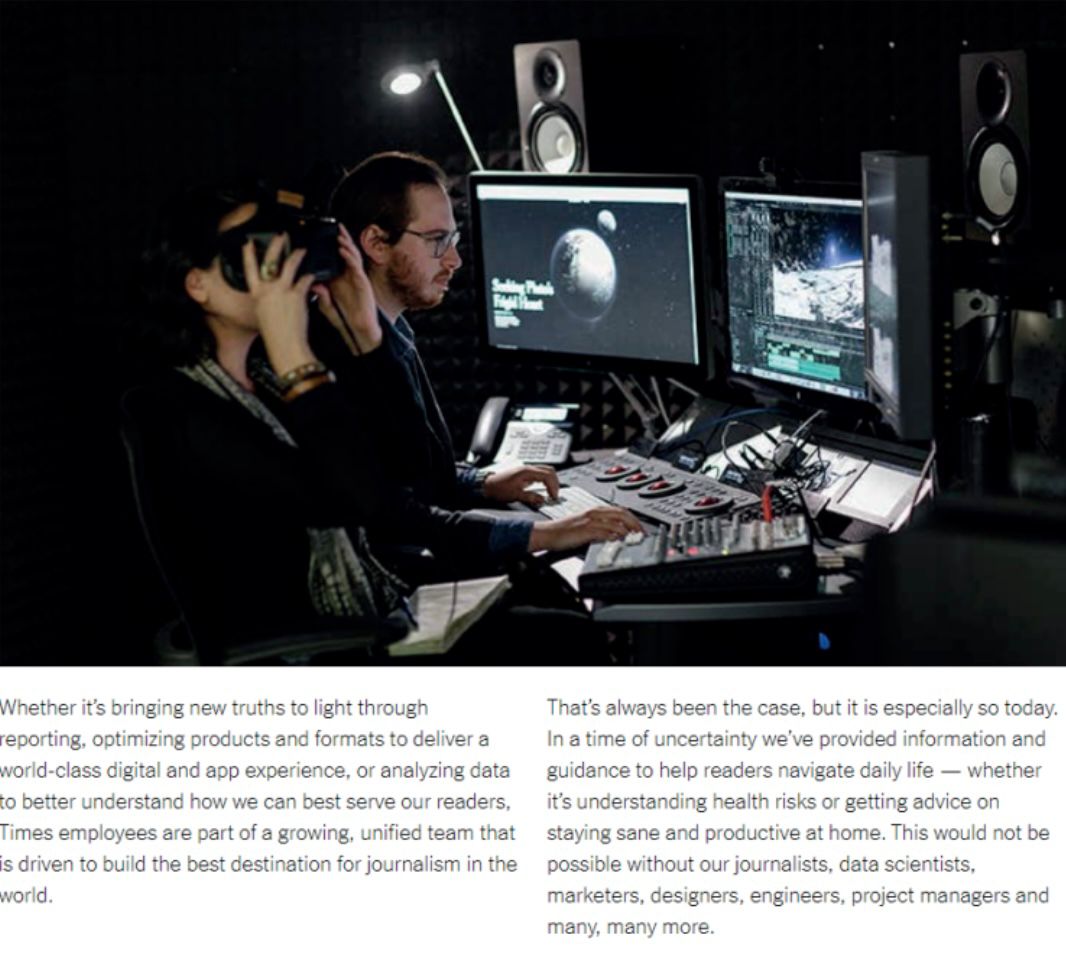 Seeking Pluto's
Frigid Heart
Whether it's bringing new truths to light through
reporting, optimizing products and formats to deliver a
world-class digital and app experience, or analyzing data
to better understand how we can best serve our readers,
Times employees are part of a growing, unified team that
is driven to build the best destination for journalism in the
world.
That's always been the case, but it is especially so today.
In a time of uncertainty we've provided information and
guidance to help readers navigate daily life — whether
it's understanding health risks or getting advice on
staying sane and productive at home. This would not be
possible without our journalists, data scientists,
marketers, designers, engineers, project managers and
many, many more.